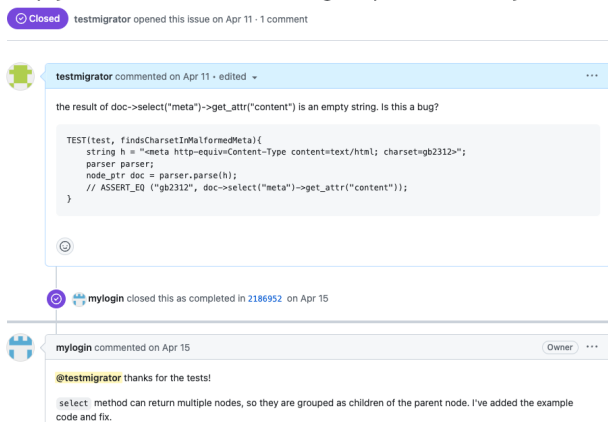 Closed
testmigrator opened this issue on Apr 11 · 1 comment
testmigrator commented on Apr 11 • edited
the result of doc->select("meta")->get_attr("content") is an empty string. Is this a bug?
TEST(test, findsCharsetInMalformedMeta){
    string h = "<meta http-equiv=Content-Type content=text/html; charset=gb2312>";
    parser parser;
    node_ptr doc = parser.parse(h);
    // ASSERT_EQ ("gb2312", doc->select("meta")->get_attr("content"));
}
mylogin closed this as completed in 2186952 on Apr 15
mylogin commented on Apr 15
Owner
@testmigrator thanks for the tests!
select method can return multiple nodes, so they are grouped as children of the parent node. I've added the example
code and fix.